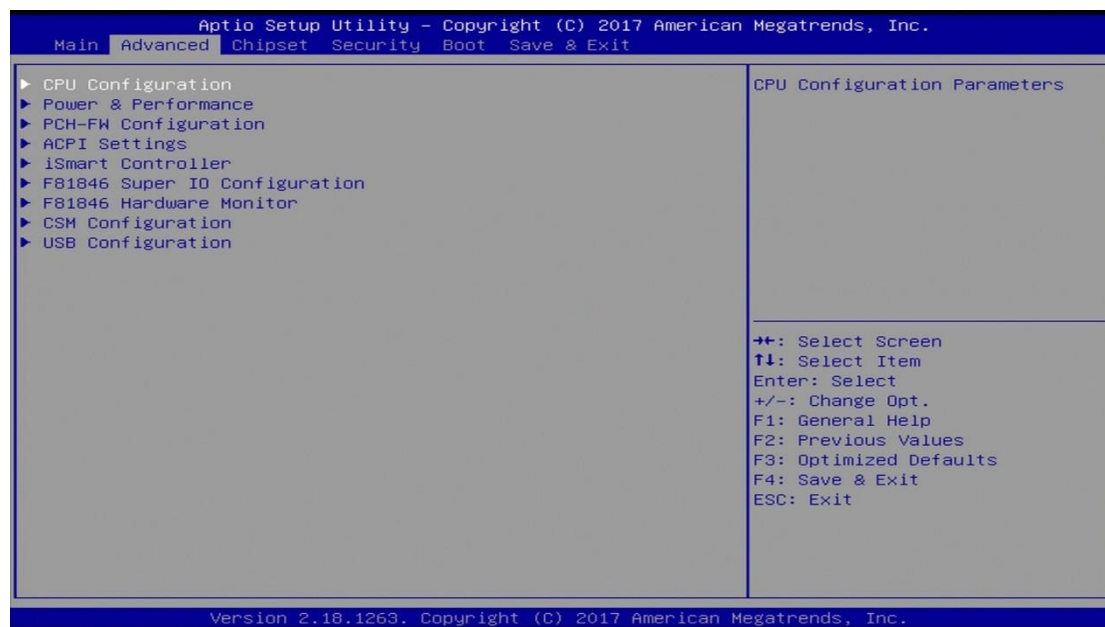 Aptio Setup Utility – Copyright (C) 2017 American Megatrends, Inc.
Main Advanced Chipset Security Boot Save & Exit
▶ CPU Configuration
▶ Power & Performance
▶ PCH-FW Configuration
▶ ACPI Settings
▶ iSmart Controller
▶ F81846 Super IO Configuration
▶ F81846 Hardware Monitor
▶ CSM Configuration
▶ USB Configuration
CPU Configuration Parameters
→←: Select Screen
↑↓: Select Item
Enter: Select
+/-: Change Opt.
F1: General Help
F2: Previous Values
F3: Optimized Defaults
F4: Save & Exit
ESC: Exit
Version 2.18.1263. Copyright (C) 2017 American Megatrends, Inc.